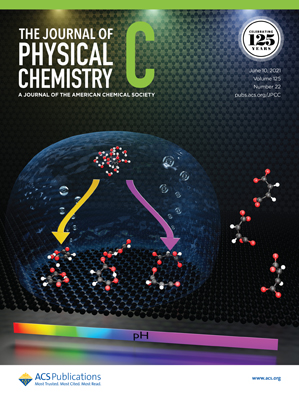 THE JOURNAL OF
PHYSICAL
CHEMISTRY
C
A JOURNAL OF THE AMERICAN CHEMICAL SOCIETY
CELEBRATING
125
YEARS
June 10, 2021
Volume 125
Number 22
pubs.acs.org/JPCC
pH
ACS Publications
Most Trusted. Most Cited. Most Read.
www.acs.org